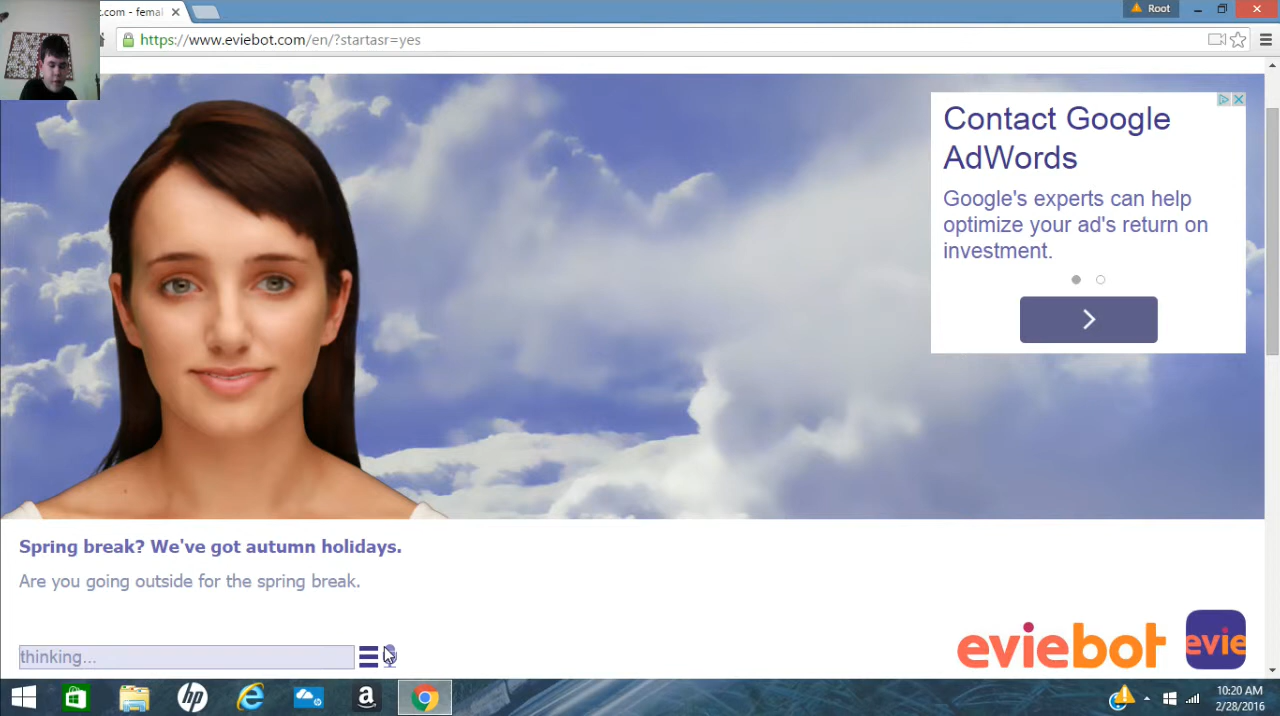 .com - femal
Root
https://www.eviebot.com/en/?startasr=yes
Contact Google
AdWords
Google's experts can help
optimize your ad's return on
investment.
Spring break? We've got autumn holidays.
Are you going outside for the spring break.
thinking...
eviebot
evie
hp
a
10:20 AM
2/28/2016